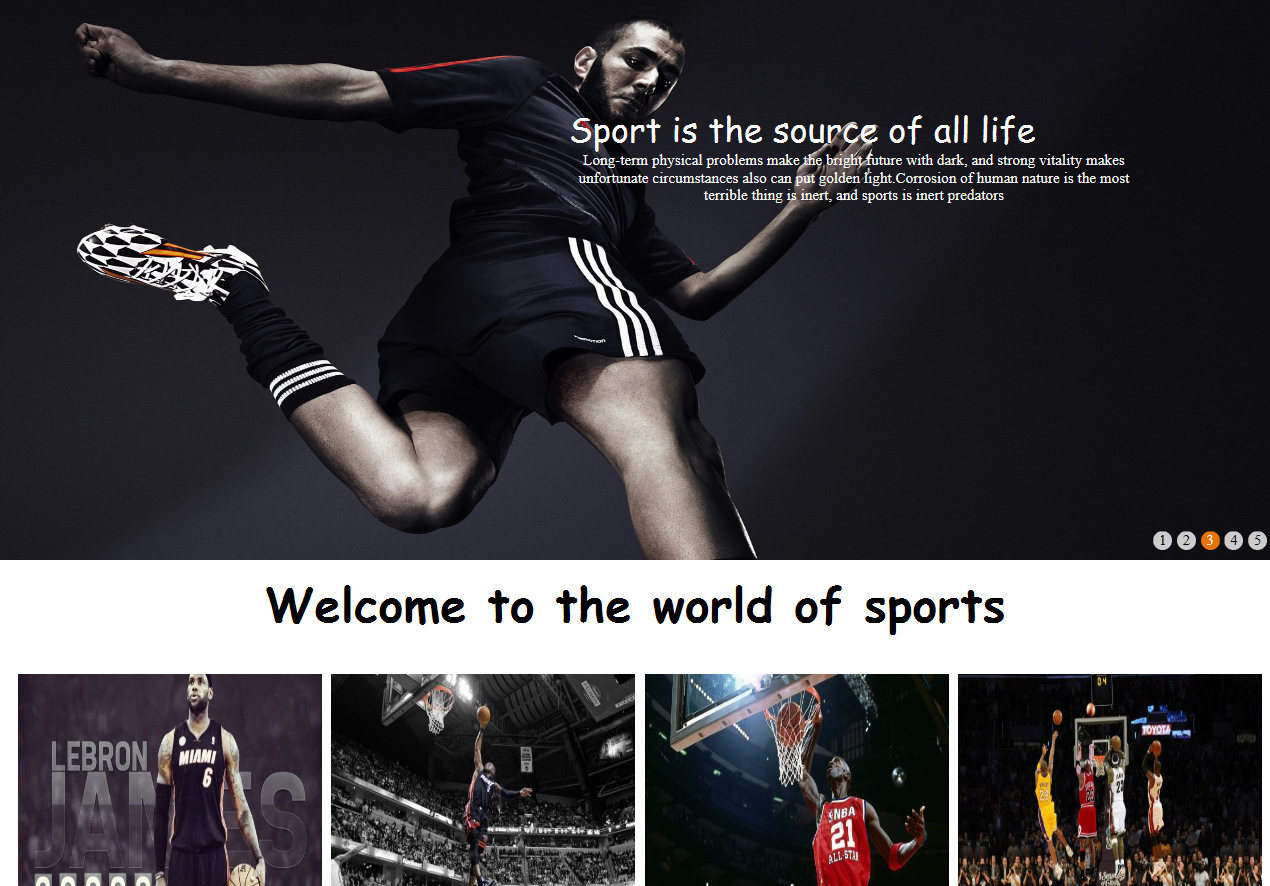 Sport is the source of all life
Long-term physical problems make the bright future with dark, and strong vitality makes
unfortunate circumstances also can put golden light.Corrosion of human nature is the most
terrible thing is inert, and sports is inert predators
1 2 3 4 5
Welcome to the world of sports
LEBRON
JAMES
MIAMI
6
NBA
21
ALL-STAR
04
TOYOTA
24
23